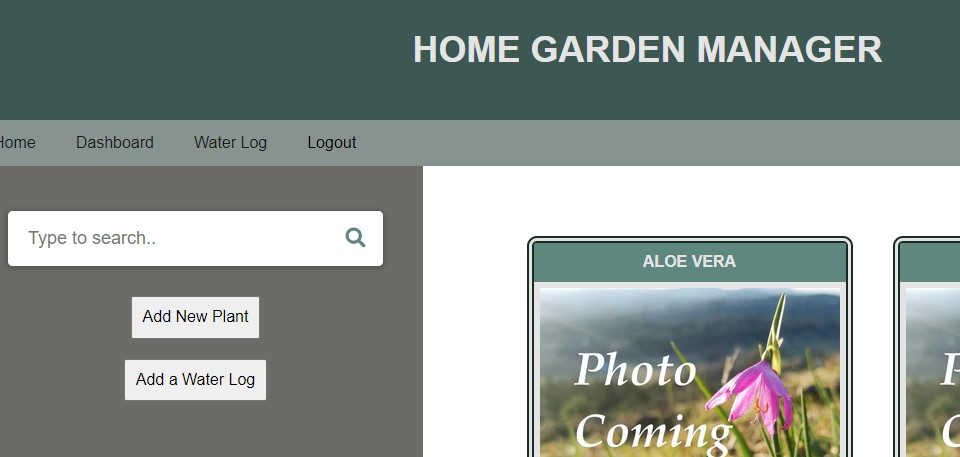 HOME GARDEN MANAGER
Home Dashboard Water Log Logout
Type to search..
Add New Plant
Add a Water Log
ALOE VERA
Photo
Coming